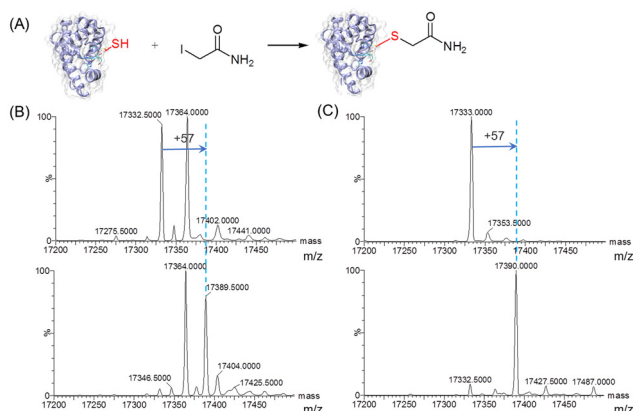 (A)
SH
+
I
O
NH₂
S
O
NH₂
(B)
(C)
100
17332.5000
17364.0000
+57
%
17275.5000
17402.0000
17441.0000
0
17200 17250 17300 17350 17400 17450
mass
m/z
100
17333.0000
+57
%
17353.5000
0
17200 17250 17300 17350 17400 17450
mass
m/z
100
17364.0000
17389.5000
%
17346.5000
17404.0000
17425.5000
0
17200 17250 17300 17350 17400 17450
mass
m/z
100
17390.0000
%
17332.5000
17427.5000
17487.0000
0
17200 17250 17300 17350 17400 17450
mass
m/z